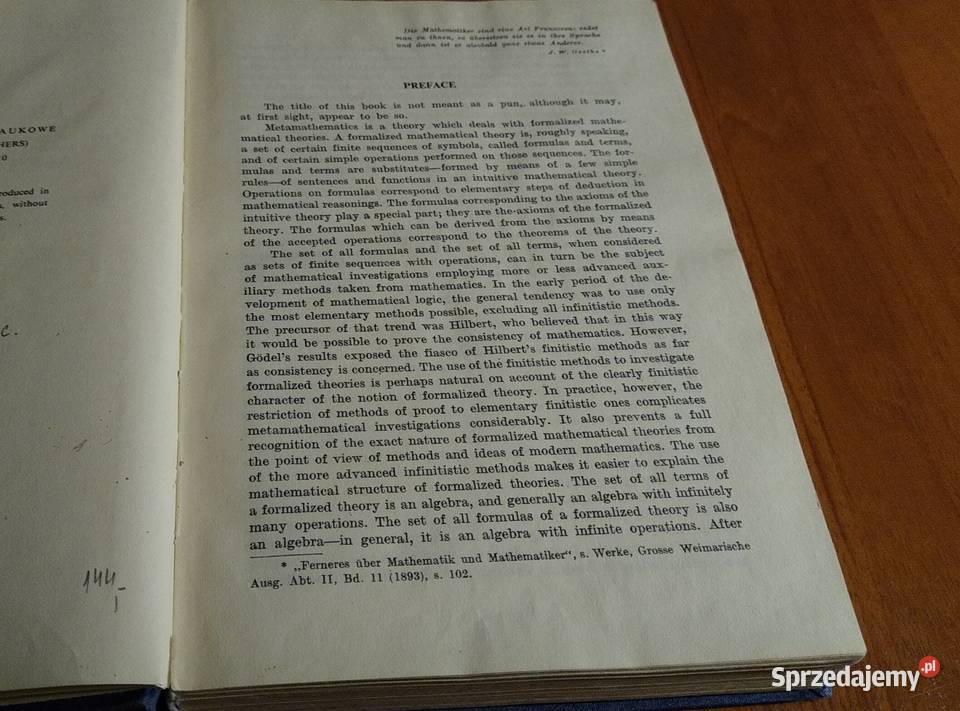 AUKOWE
HERS)
0
roduced in
s, without
s.
c.
144
Die Mathematiker sind eine Art Franzosen; redet
man zu ihnen, so übersetzen sie es in ihre Sprache
und dann ist es alsobald ganz etwas Anderes.
J. W. Goethe *
PREFACE
The title of this book is not meant as a pun, although it may,
at first sight, appear to be so.
Metamathematics is a theory which deals with formalized mathe-
matical theories. A formalized mathematical theory is, roughly speaking,
a set of certain finite sequences of symbols, called formulas and terms,
and of certain simple operations performed on those sequences. The for-
mulas and terms are substitutes—formed by means of a few simple
rules—of sentences and functions in an intuitive mathematical theory.
Operations on formulas correspond to elementary steps of deduction in
mathematical reasonings. The formulas corresponding to the axioms of the
intuitive theory play a special part; they are the axioms of the formalized
theory. The formulas which can be derived from the axioms by means
of the accepted operations correspond to the theorems of the theory.
The set of all formulas and the set of all terms, when considered
as sets of finite sequences with operations, can in turn be the subject
of mathematical investigations employing more or less advanced aux-
iliary methods taken from mathematics. In the early period of the de-
velopment of mathematical logic, the general tendency was to use only
the most elementary methods possible, excluding all infinitistic methods.
The precursor of that trend was Hilbert, who believed that in this way
it would be possible to prove the consistency of mathematics. However,
Gödel's results exposed the fiasco of Hilbert's finitistic methods as far
as consistency is concerned. The use of the finitistic methods to investigate
formalized theories is perhaps natural on account of the clearly finitistic
character of the notion of formalized theory. In practice, however, the
restriction of methods of proof to elementary finitistic ones complicates
metamathematical investigations considerably. It also prevents a full
recognition of the exact nature of formalized mathematical theories from
the point of view of methods and ideas of modern mathematics. The use
of the more advanced infinitistic methods makes it easier to explain the
mathematical structure of formalized theories. The set of all terms of
a formalized theory is an algebra, and generally an algebra with infinitely
many operations. The set of all formulas of a formalized theory is also
an algebra—in general, it is an algebra with infinite operations. After
* „Ferneres über Mathematik und Mathematiker“, s. Werke, Grosse Weimarische
Ausg. Abt. II, Bd. 11 (1893), s. 102.
Sprzedajemy.pl